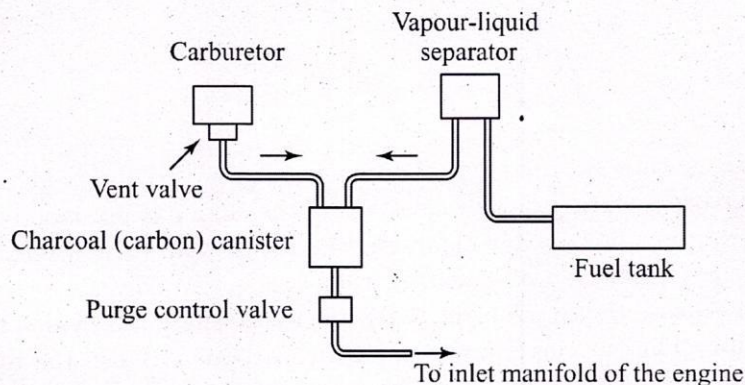 Vapour-liquid
separator
Carburetor
Vent valve
Charcoal (carbon) canister
Fuel tank
Purge control valve
To inlet manifold of the engine